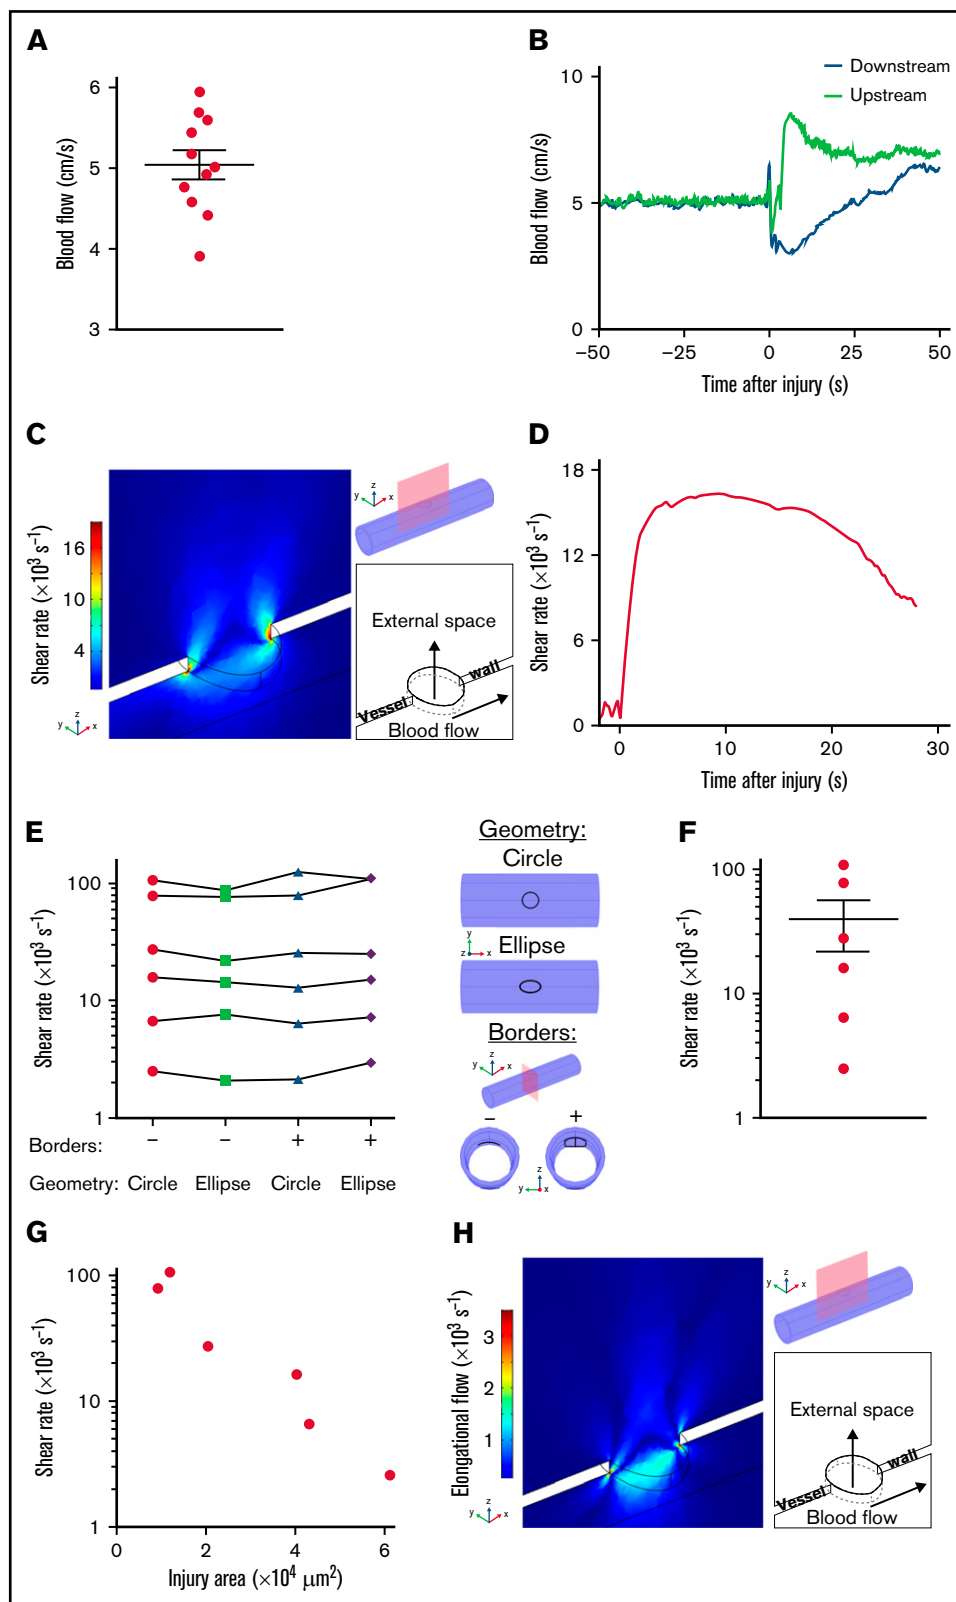 A
Blood flow (cm/s)
6
5
4
3
B
Blood flow (cm/s)
10
5
0
Downstream
Upstream
−50 −25 0 25 50
Time after injury (s)
C
Shear rate (×10³ s⁻¹)
16
10
4
z
y x
z
y x
External space
wall
Vessel
Blood flow
D
Shear rate (×10³ s⁻¹)
18
12
6
0
0 10 20 30
Time after injury (s)
E
Shear rate (×10³ s⁻¹)
100
10
1
Borders: − − + +
Geometry: Circle Ellipse Circle Ellipse
Geometry:
Circle
y
z x
Ellipse
Borders:
z
y x
− +
z
y x
F
Shear rate (×10³ s⁻¹)
100
10
1
G
Shear rate (×10³ s⁻¹)
100
10
1
0 2 4 6
Injury area (×10⁴ μm²)
H
Elongational flow (×10³ s⁻¹)
3
2
1
z
y x
z
y x
External space
wall
Vessel
Blood flow